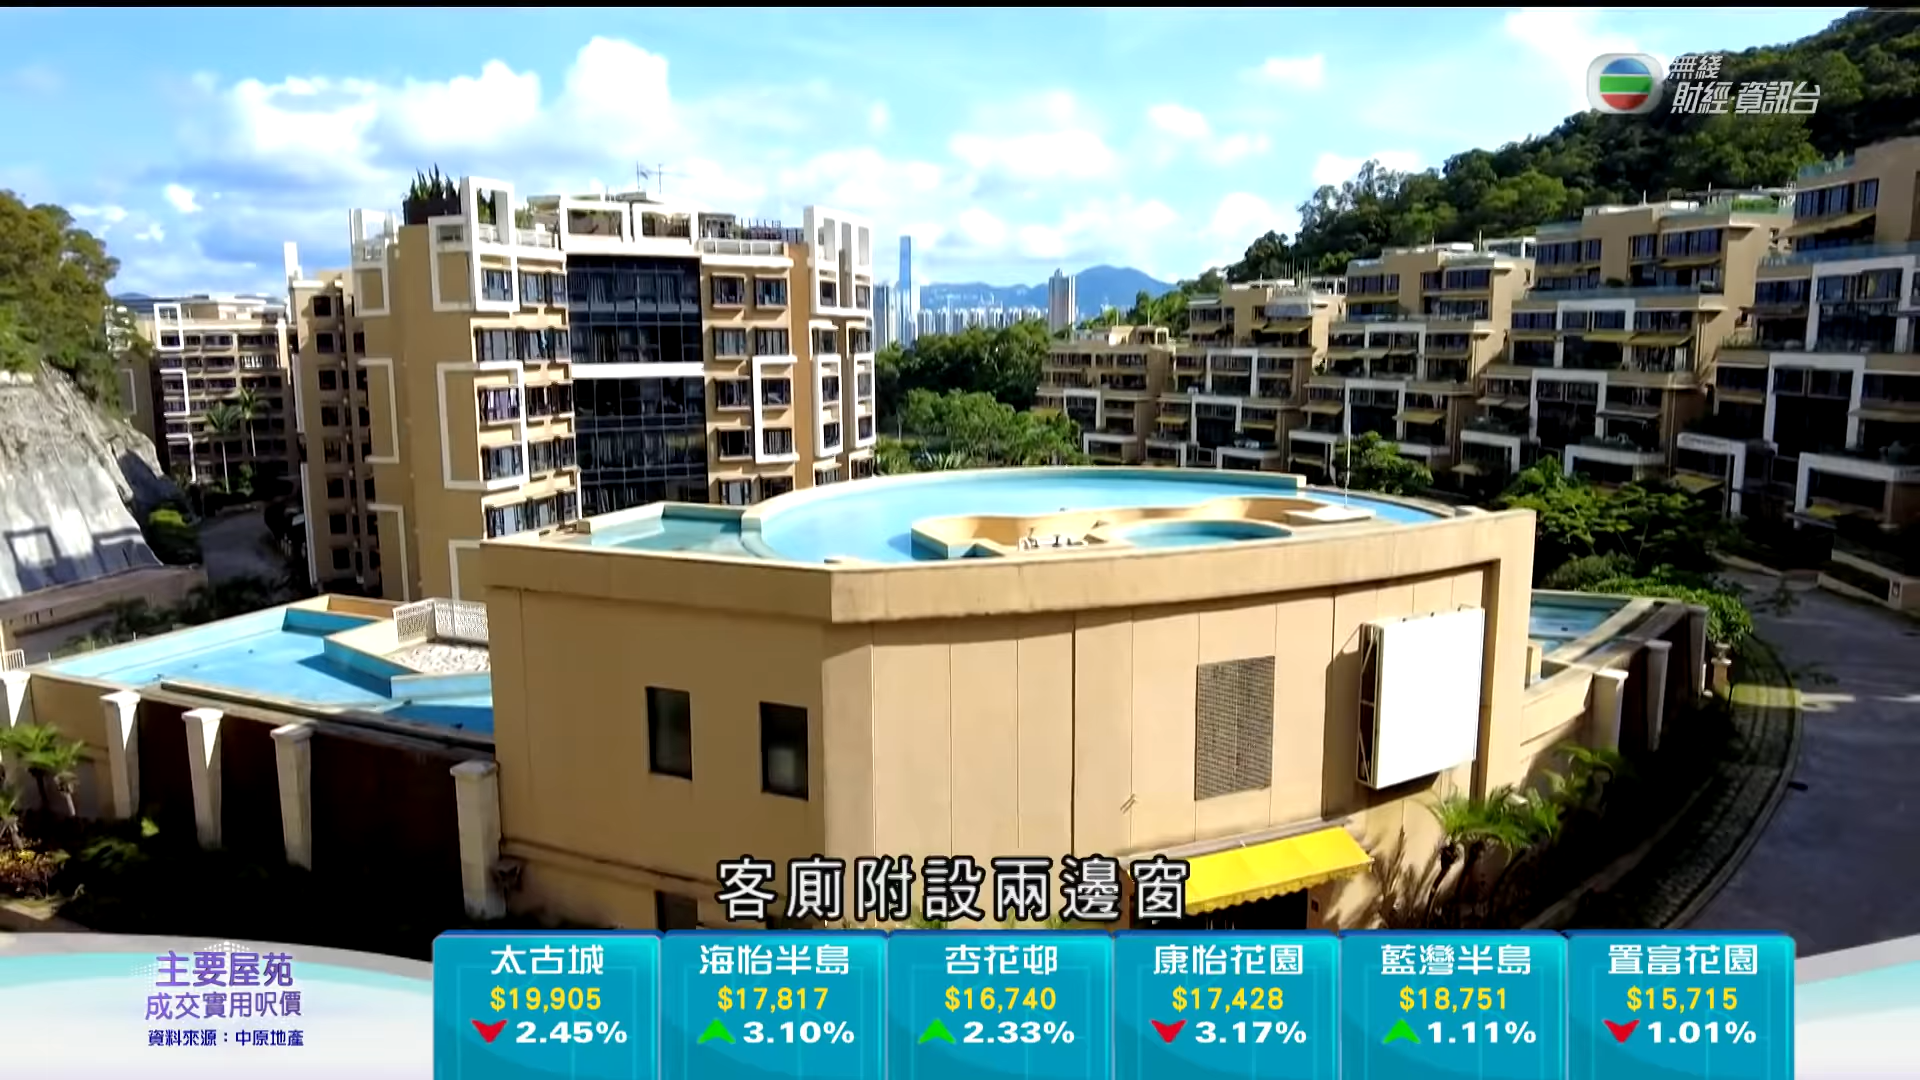 無綫
財經·資訊台
客廁附設兩邊窗
主要屋苑
成交實用呎價
資料來源：中原地產
太古城
$19,905
2.45%
海怡半島
$17,817
3.10%
杏花邨
$16,740
2.33%
康怡花園
$17,428
3.17%
藍灣半島
$18,751
1.11%
置富花園
$15,715
1.01%